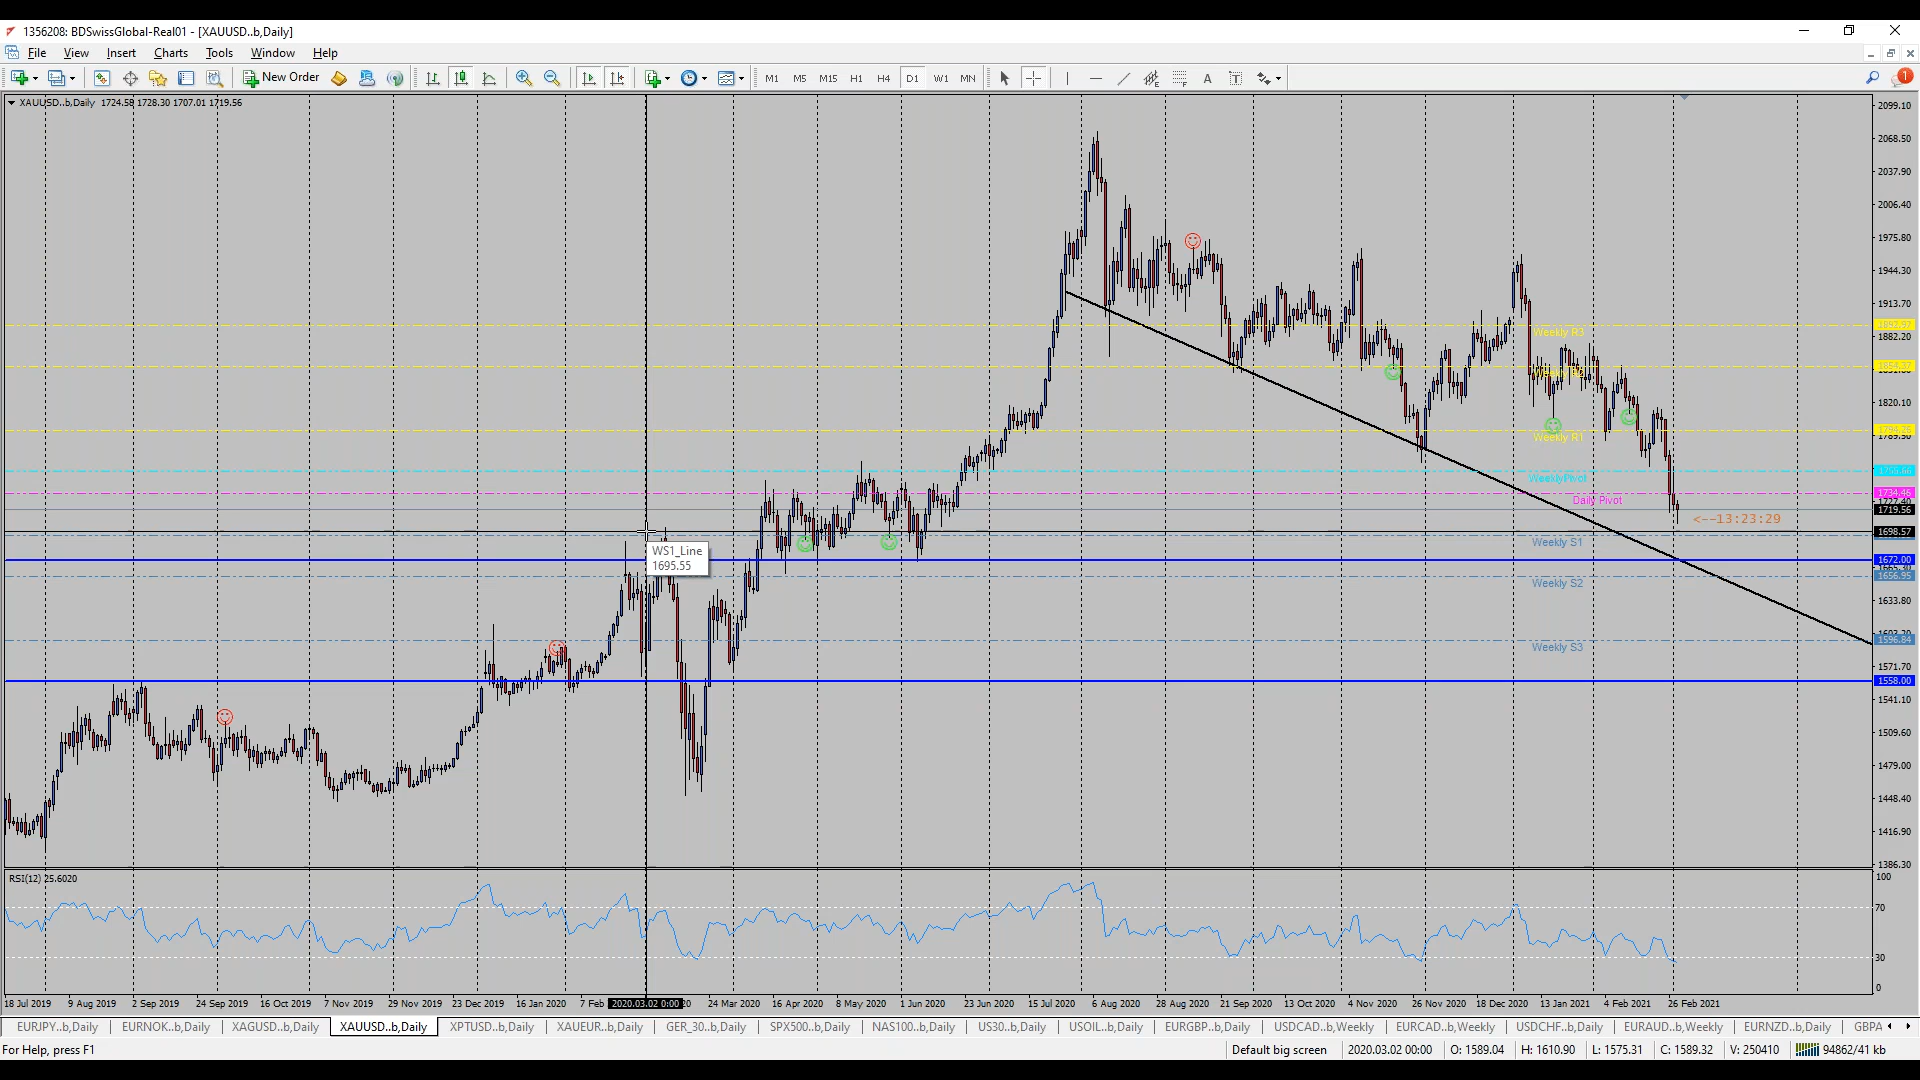 1356208: BDSwissGlobal-Real01 - [XAUUSD..b,Daily]
File View Insert Charts Tools Window Help
New Order M1 M5 M15 H1 H4 D1 W1 MN A T 1
XAUUSD..b,Daily 1724.58 1728.30 1707.01 1719.56
2099.10
2068.50
2037.90
2006.40
1975.80
1944.30
1913.70
Weekly R3
1882.20
1820.10
Weekly R1
Weekly Pivot
1734.46
Daily Pivot
1727.40
1719.56
<--13:23:29
1698.57
Weekly S1
WS1_Line
1695.55
1672.00
1656.95
Weekly S2
1633.80
1596.84
Weekly S3
1571.70
1558.00
1541.10
1509.60
1479.00
1448.40
1416.90
1386.30
RSI(12) 25.6020
100
70
30
0
18 Jul 2019 9 Aug 2019 2 Sep 2019 24 Sep 2019 16 Oct 2019 7 Nov 2019 29 Nov 2019 23 Dec 2019 16 Jan 2020 7 Feb 2020.03.02 0:00 20 24 Mar 2020 16 Apr 2020 8 May 2020 1 Jun 2020 23 Jun 2020 15 Jul 2020 6 Aug 2020 28 Aug 2020 21 Sep 2020 13 Oct 2020 4 Nov 2020 26 Nov 2020 18 Dec 2020 13 Jan 2021 4 Feb 2021 26 Feb 2021
EURJPY..b,Daily EURNOK..b,Daily XAGUSD..b,Daily XAUUSD..b,Daily XPTUSD..b,Daily XAUEUR..b,Daily GER_30..b,Daily SPX500..b,Daily NAS100..b,Daily US30..b,Daily USOIL..b,Daily EURGBP..b,Daily USDCAD..b,Weekly EURCAD..b,Weekly USDCHF..b,Daily EURAUD..b,Weekly EURNZD..b,Daily GBPA
For Help, press F1 Default big screen 2020.03.02 00:00 O: 1589.04 H: 1610.90 L: 1575.31 C: 1589.32 V: 250410 94862/41 kb